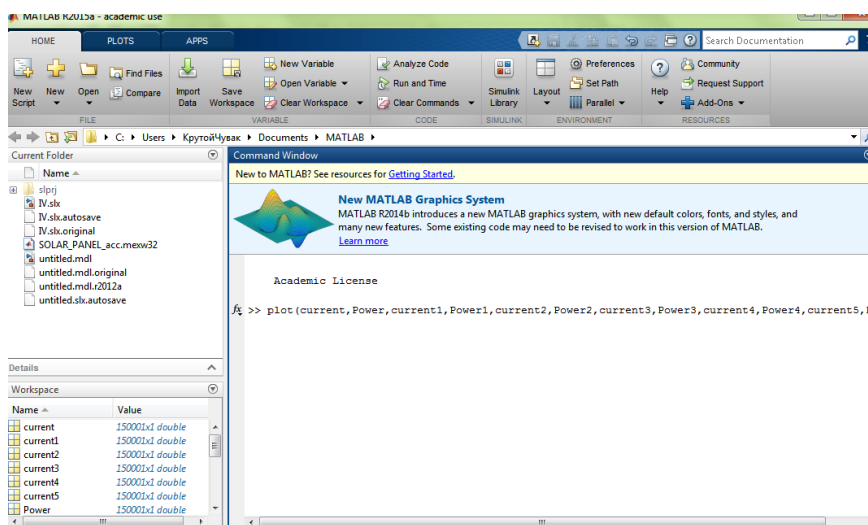 MATLAB R2015a - academic use
HOME PLOTS APPS
Search Documentation
New Script
New
Open
Find Files
Compare
Import Data
Save Workspace
New Variable
Open Variable
Clear Workspace
Analyze Code
Run and Time
Clear Commands
Simulink Library
Layout
Preferences
Set Path
Parallel
Help
Community
Request Support
Add-Ons
FILE VARIABLE CODE SIMULINK ENVIRONMENT RESOURCES
C: Users КрутойЧувак Documents MATLAB
Current Folder
Name
slprj
IV.slx
IV.slx.autosave
IV.slx.original
SOLAR_PANEL_acc.mexw32
untitled.mdl
untitled.mdl.original
untitled.mdl.r2012a
untitled.slx.autosave
Details
Workspace
Name Value
current 150001x1 double
current1 150001x1 double
current2 150001x1 double
current3 150001x1 double
current4 150001x1 double
current5 150001x1 double
Power 150001x1 double
Command Window
New to MATLAB? See resources for Getting Started.
New MATLAB Graphics System
MATLAB R2014b introduces a new MATLAB graphics system, with new default colors, fonts, and styles, and
many new features. Some existing code may need to be revised to work in this version of MATLAB.
Learn more
Academic License
fx >> plot(current,Power,current1,Power1,current2,Power2,current3,Power3,current4,Power4,current5,